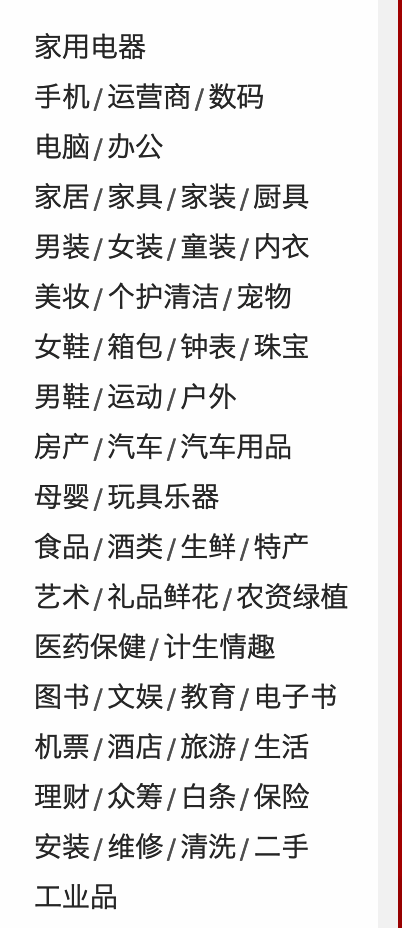 家用电器
手机/运营商/数码
电脑/办公
家居/家具/家装/厨具
男装/女装/童装/内衣
美妆/个护清洁/宠物
女鞋/箱包/钟表/珠宝
男鞋/运动/户外
房产/汽车/汽车用品
母婴/玩具乐器
食品/酒类/生鲜/特产
艺术/礼品鲜花/农资绿植
医药保健/计生情趣
图书/文娱/教育/电子书
机票/酒店/旅游/生活
理财/众筹/白条/保险
安装/维修/清洗/二手
工业品